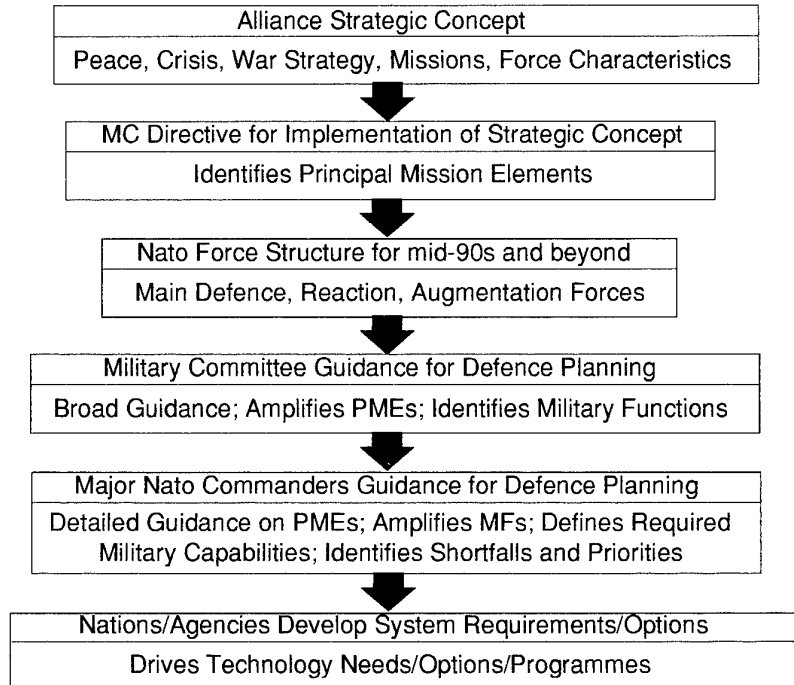 Alliance Strategic Concept
Peace, Crisis, War Strategy, Missions, Force Characteristics
MC Directive for Implementation of Strategic Concept
Identifies Principal Mission Elements
Nato Force Structure for mid-90s and beyond
Main Defence, Reaction, Augmentation Forces
Military Committee Guidance for Defence Planning
Broad Guidance; Amplifies PMEs; Identifies Military Functions
Major Nato Commanders Guidance for Defence Planning
Detailed Guidance on PMEs; Amplifies MFs; Defines Required
Military Capabilities; Identifies Shortfalls and Priorities
Nations/Agencies Develop System Requirements/Options
Drives Technology Needs/Options/Programmes